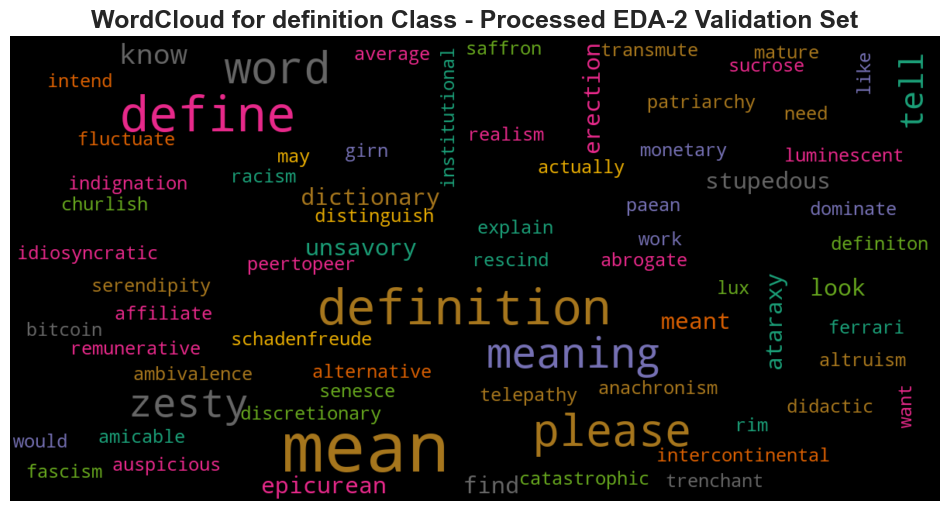 WordCloud for definition Class - Processed EDA-2 Validation Set
know
word
average
saffron
transmute
mature
sucrose
like
tell
intend
define
institutional
erection
patriarchy
need
fluctuate
may
girn
realism
actually
monetary
luminescent
indignation
racism
dictionary
stupedous
churlish
distinguish
paean
dominate
idiosyncratic
unsavory
explain
work
definiton
peertopeer
rescind
abrogate
serendipity
definition
lux
ataraxy
look
bitcoin
affiliate
meant
ferrari
remunerative
schadenfreude
meaning
altruism
ambivalence
alternative
senesce
telepathy
anachronism
want
zesty
discretionary
didactic
would
amicable
mean
please
rim
fascism
auspicious
intercontinental
epicurean
find
catastrophic
trenchant